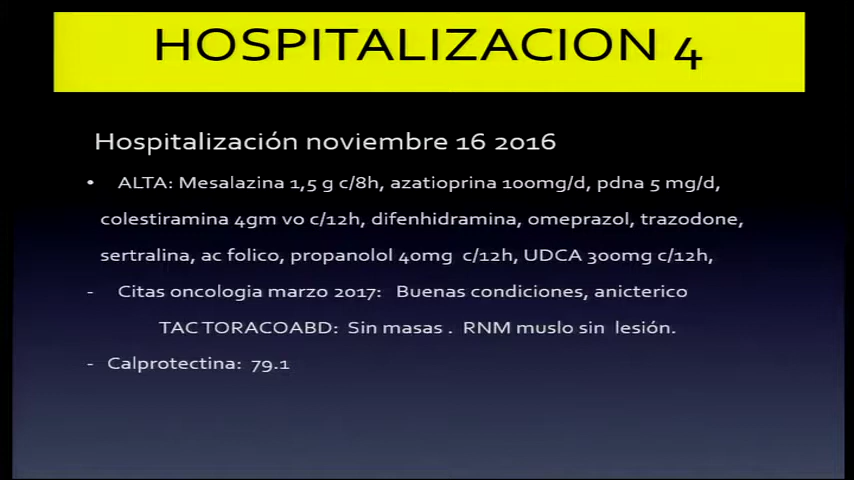 HOSPITALIZACION 4
Hospitalización noviembre 16 2016
• ALTA: Mesalazina 1,5 g c/8h, azatioprina 100mg/d, pdna 5 mg/d,
colestiramina 4gm vo c/12h, difenhidramina, omeprazol, trazodone,
sertralina, ac folico, propanolol 40mg c/12h, UDCA 300mg c/12h,
- Citas oncologia marzo 2017: Buenas condiciones, anicterico
TAC TORACOABD: Sin masas . RNM muslo sin lesión.
- Calprotectina: 79.1